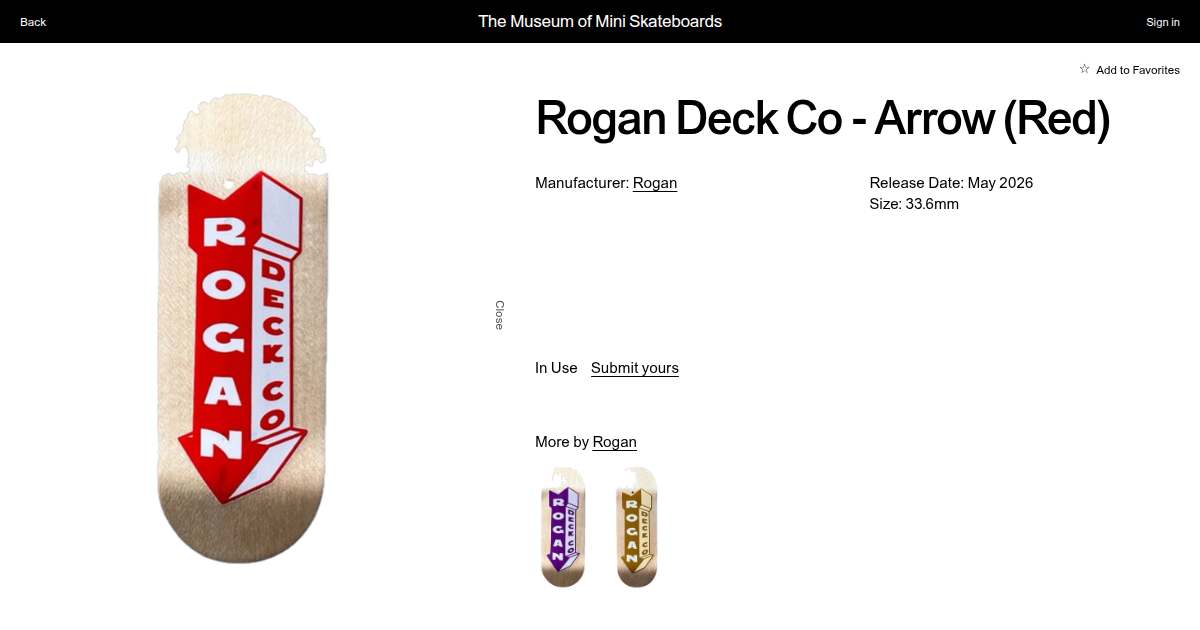 Back
The Museum of Mini Skateboards
Sign in
☆ Add to Favorites
Rogan Deck Co - Arrow (Red)
Manufacturer: Rogan
Release Date: May 2026
Size: 33.6mm
ROGAN
DECK CO
Close
In Use Submit yours
More by Rogan
ROGAN
DECK CO
ROGAN
DECK CO